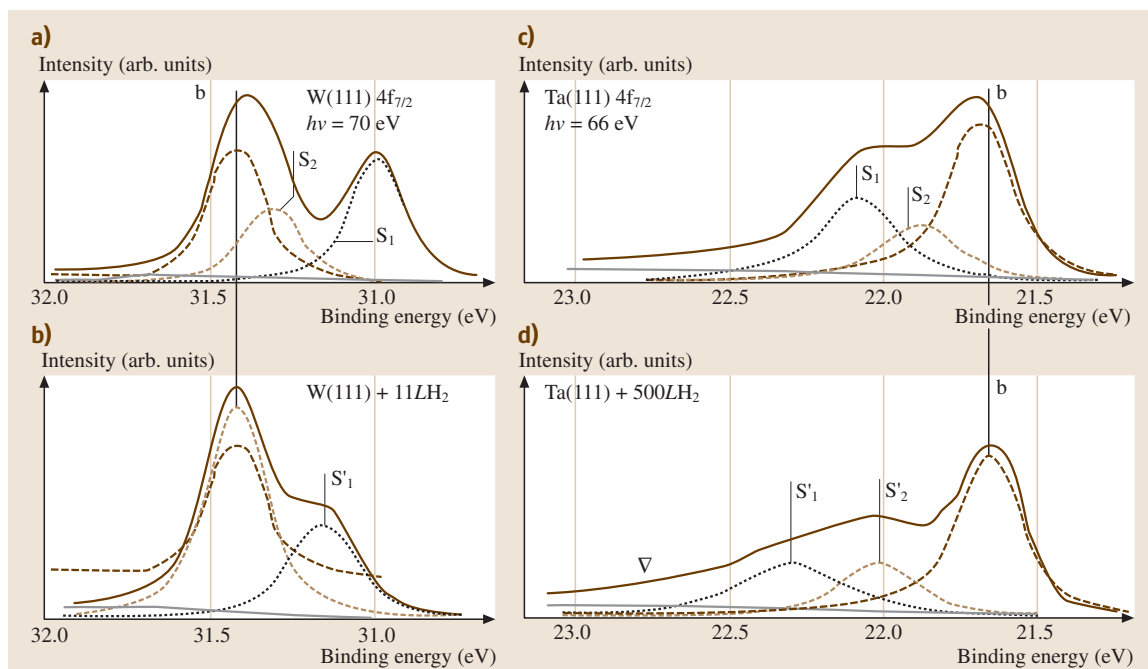 a)
Intensity (arb. units)
b
W(111) 4f7/2
hν = 70 eV
S2
S1
32.0 31.5 31.0
Binding energy (eV)
b)
Intensity (arb. units)
W(111) + 11LH2
S'1
32.0 31.5 31.0
Binding energy (eV)
c)
Intensity (arb. units)
Ta(111) 4f7/2
hν = 66 eV
b
S1
S2
23.0 22.5 22.0 21.5
Binding energy (eV)
d)
Intensity (arb. units)
Ta(111) + 500LH2
b
S'1 S'2
∇
23.0 22.5 22.0 21.5
Binding energy (eV)